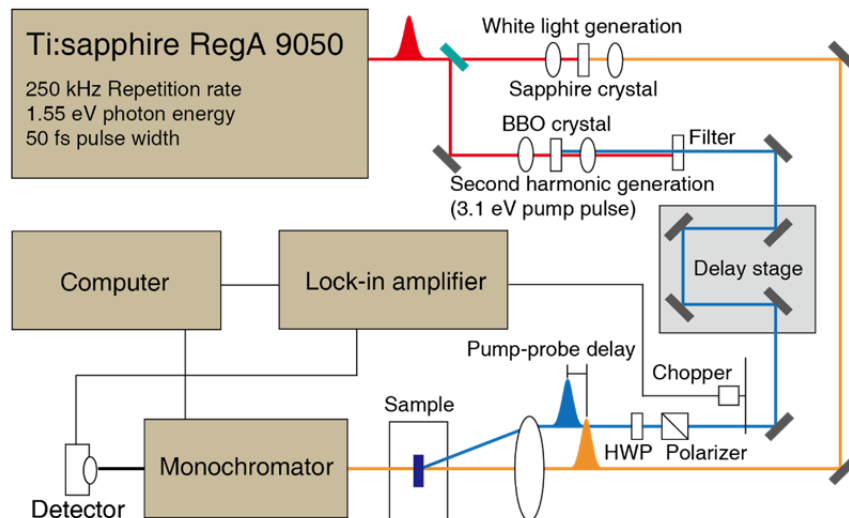 Ti:sapphire RegA 9050
250 kHz Repetition rate
1.55 eV photon energy
50 fs pulse width
White light generation
Sapphire crystal
BBO crystal
Filter
Second harmonic generation
(3.1 eV pump pulse)
Delay stage
Computer
Lock-in amplifier
Pump-probe delay
Chopper
Sample
HWP
Polarizer
Monochromator
Detector